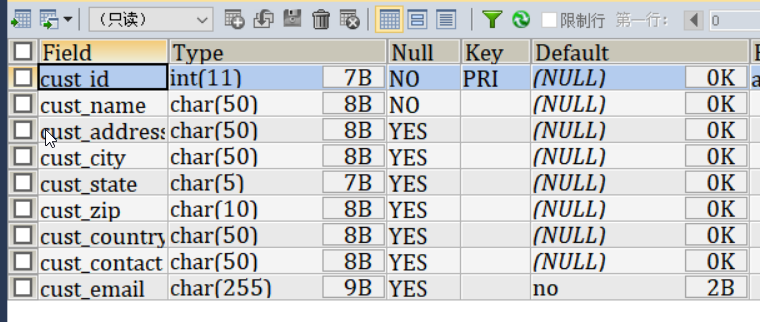 （只读） 限制行 第一行: 0
Field Type Null Key Default
cust_id int(11) 7B NO PRI (NULL) 0K
cust_name char(50) 8B NO (NULL) 0K
cust_address char(50) 8B YES (NULL) 0K
cust_city char(50) 8B YES (NULL) 0K
cust_state char(5) 7B YES (NULL) 0K
cust_zip char(10) 8B YES (NULL) 0K
cust_country char(50) 8B YES (NULL) 0K
cust_contact char(50) 8B YES (NULL) 0K
cust_email char(255) 9B YES no 2B